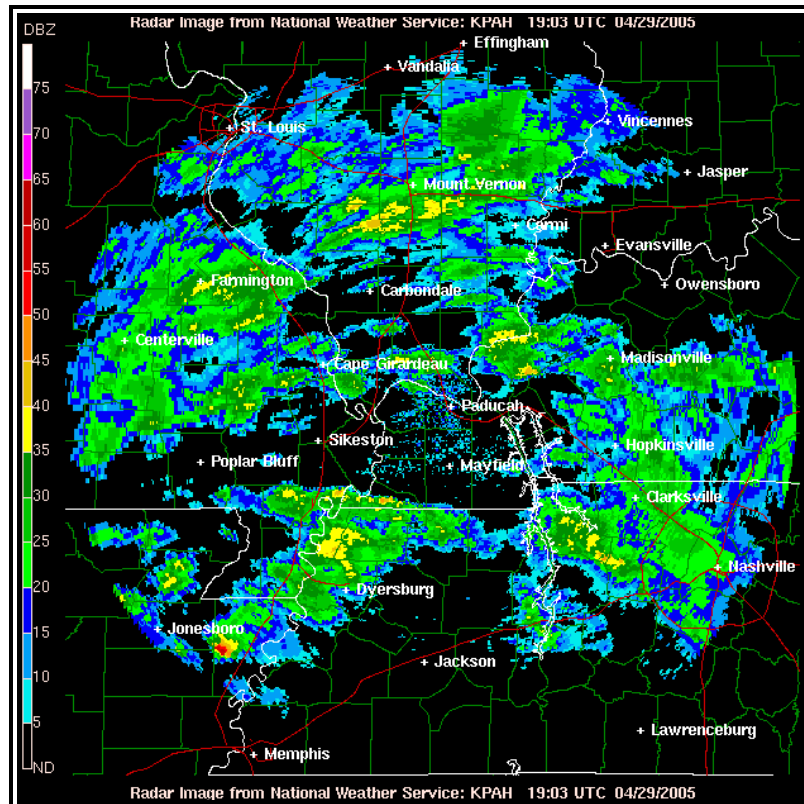 Radar Image from National Weather Service: KPAH 19:03 UTC 04/29/2005
DBZ
75
70
65
60
55
50
45
40
35
30
25
20
15
10
5
ND
Effingham
Vandalia
St. Louis
Vincennes
Jasper
Mount Vernon
Carmi
Evansville
Owensboro
Farmington
Carbondale
Centerville
Cape Girardeau
Madisonville
Paducah
Sikeston
Hopkinsville
Poplar Bluff
Mayfield
Clarksville
Nashville
Dyersburg
Jonesboro
Jackson
Lawrenceburg
Memphis
Radar Image from National Weather Service: KPAH 19:03 UTC 04/29/2005